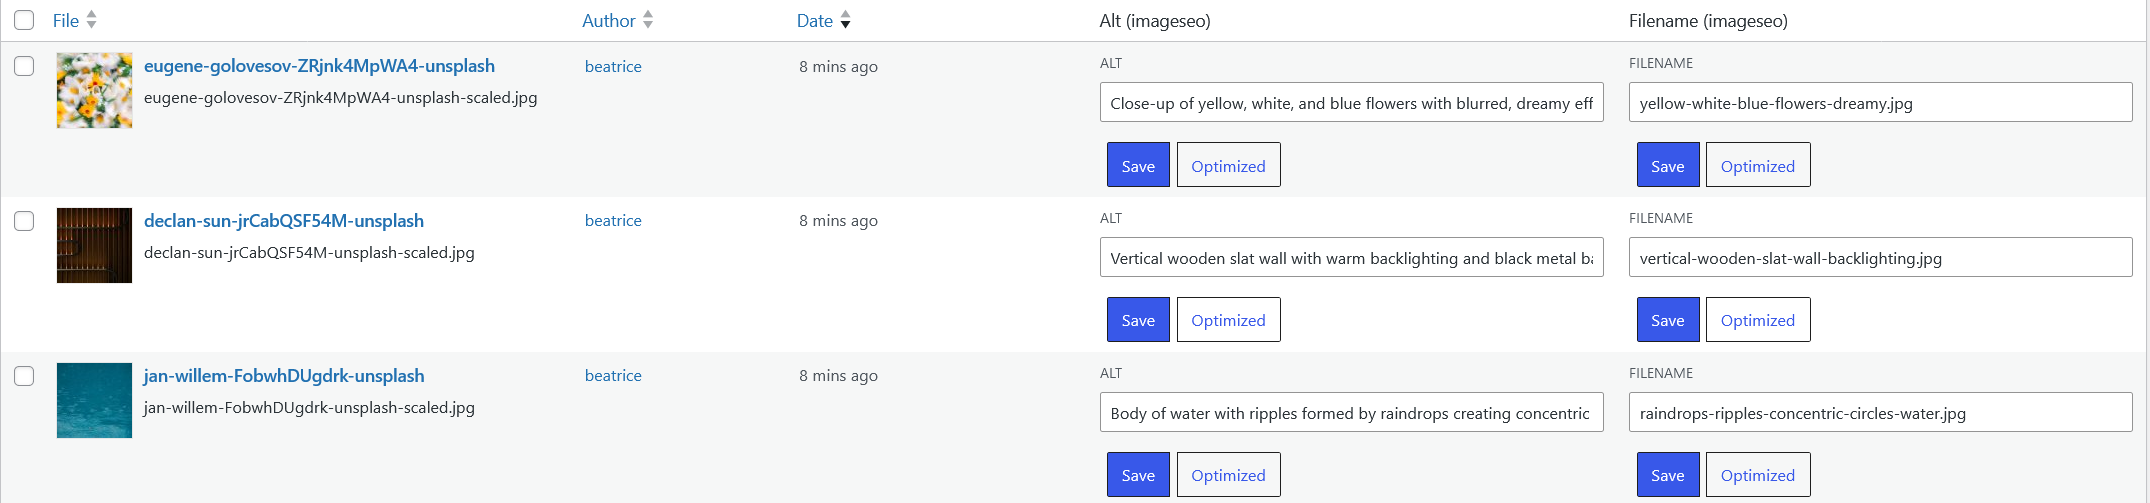 File Author Date Alt (imageseo) Filename (imageseo)
eugene-golovesov-ZRjnk4MpWA4-unsplash
eugene-golovesov-ZRjnk4MpWA4-unsplash-scaled.jpg
beatrice
8 mins ago
ALT
Close-up of yellow, white, and blue flowers with blurred, dreamy eff
Save Optimized
FILENAME
yellow-white-blue-flowers-dreamy.jpg
Save Optimized
declan-sun-jrCabQSF54M-unsplash
declan-sun-jrCabQSF54M-unsplash-scaled.jpg
beatrice
8 mins ago
ALT
Vertical wooden slat wall with warm backlighting and black metal ba
Save Optimized
FILENAME
vertical-wooden-slat-wall-backlighting.jpg
Save Optimized
jan-willem-FobwhDUgdrk-unsplash
jan-willem-FobwhDUgdrk-unsplash-scaled.jpg
beatrice
8 mins ago
ALT
Body of water with ripples formed by raindrops creating concentric
Save Optimized
FILENAME
raindrops-ripples-concentric-circles-water.jpg
Save Optimized